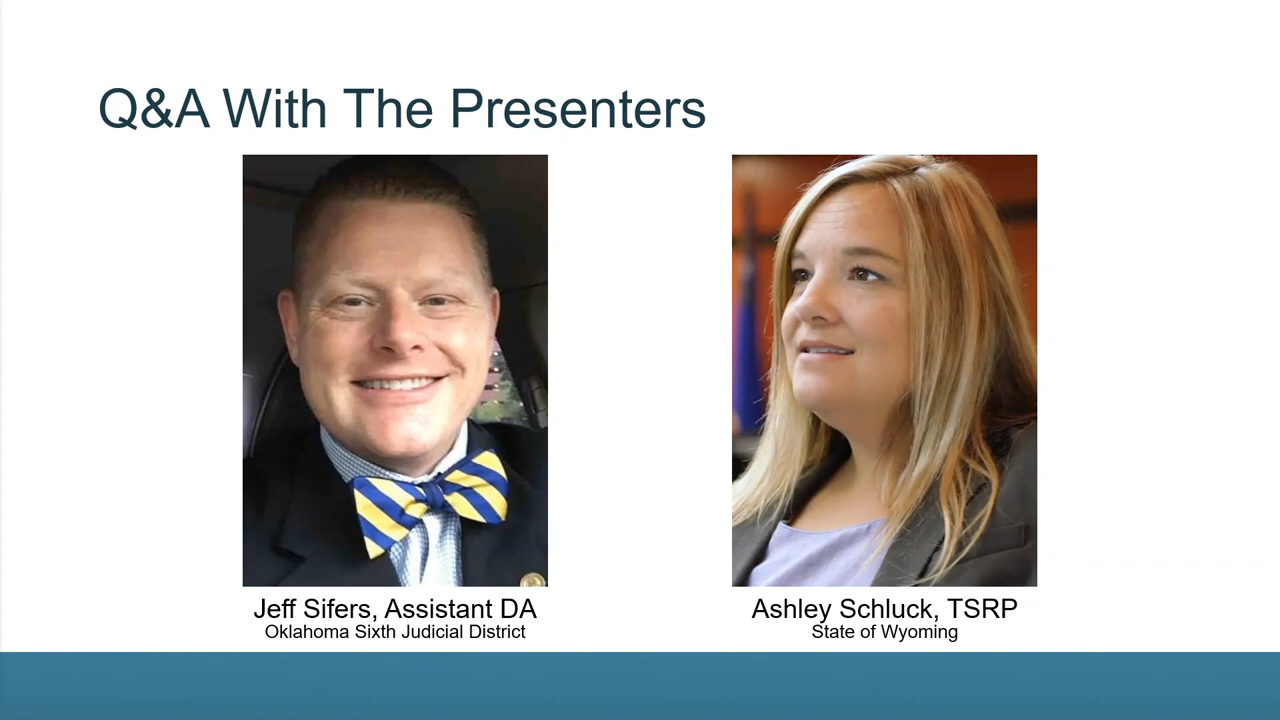 Q&A With The Presenters
Jeff Sifers, Assistant DA
Oklahoma Sixth Judicial District
Ashley Schluck, TSRP
State of Wyoming